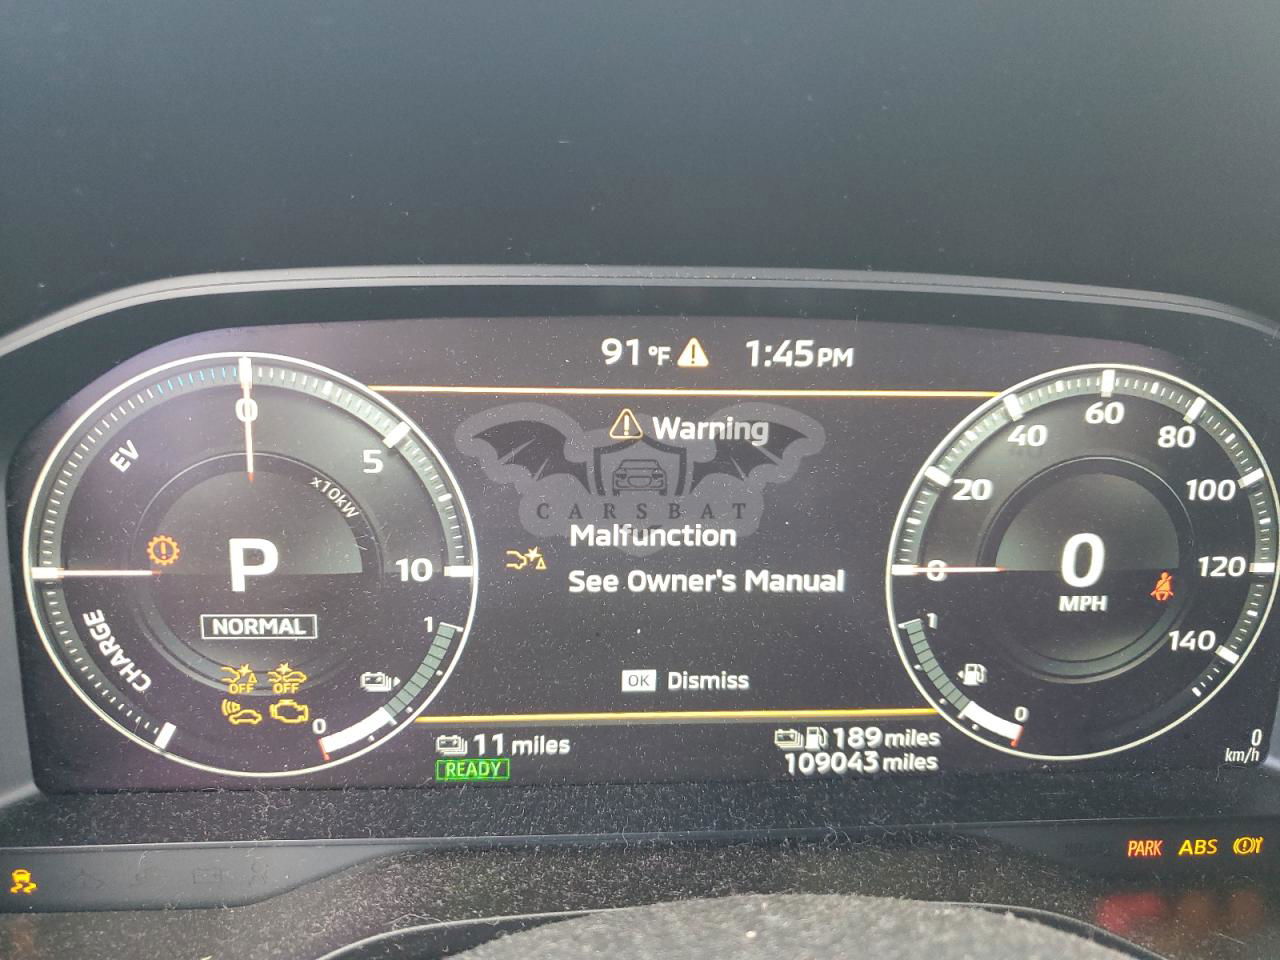 91 °F 1:45 PM
Warning
CARSBAT
Malfunction
See Owner's Manual
OK Dismiss
EV
0
5
x10kW
10
CHARGE
P
NORMAL
OFF OFF
1
0
11 miles
READY
189 miles
109043 miles
0
20
40
60
80
100
120
140
0
MPH
1
0
0
km/h
PARK ABS